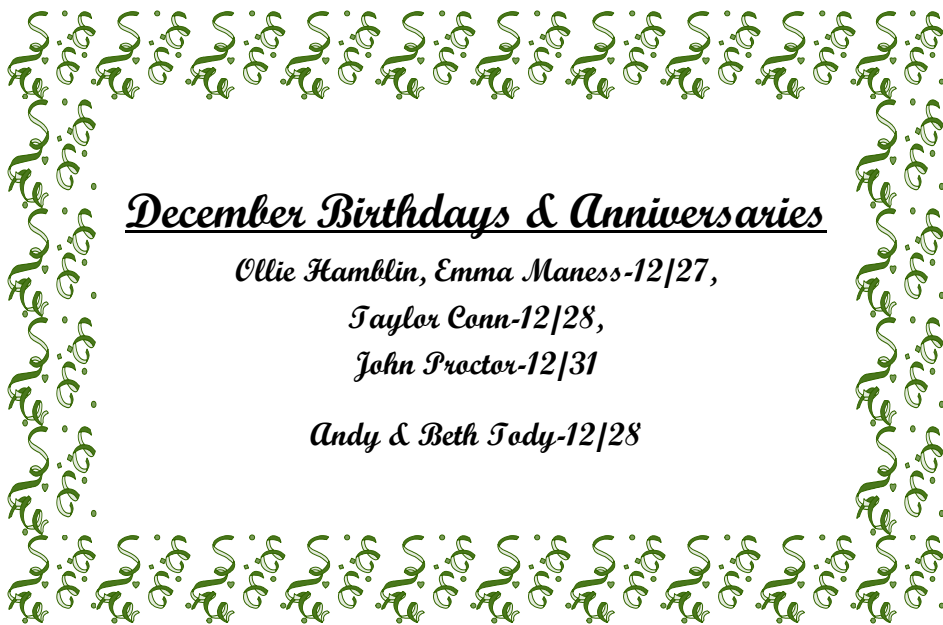 December Birthdays & Anniversaries
Ollie Hamblin, Emma Maness-12/27,
Taylor Conn-12/28,
John Proctor-12/31
Andy & Beth Tody-12/28